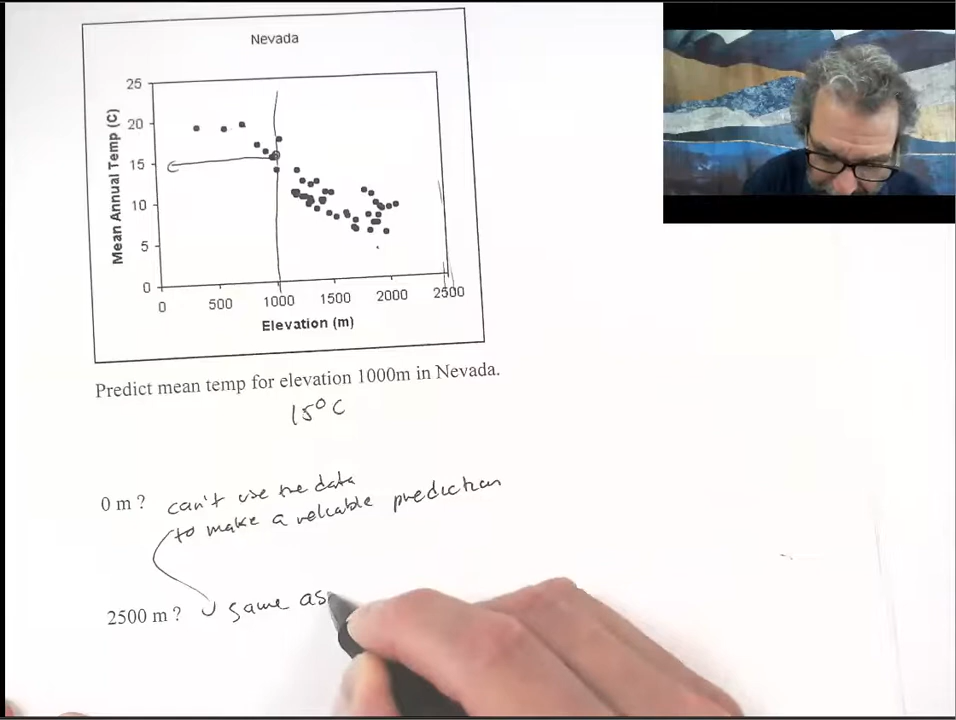 Nevada
Mean Annual Temp (C)
25
20
15
10
5
0
0 500 1000 1500 2000 2500
Elevation (m)
Predict mean temp for elevation 1000m in Nevada.
15°C
0 m ? can't use the data
to make a reliable prediction
2500 m ? same as